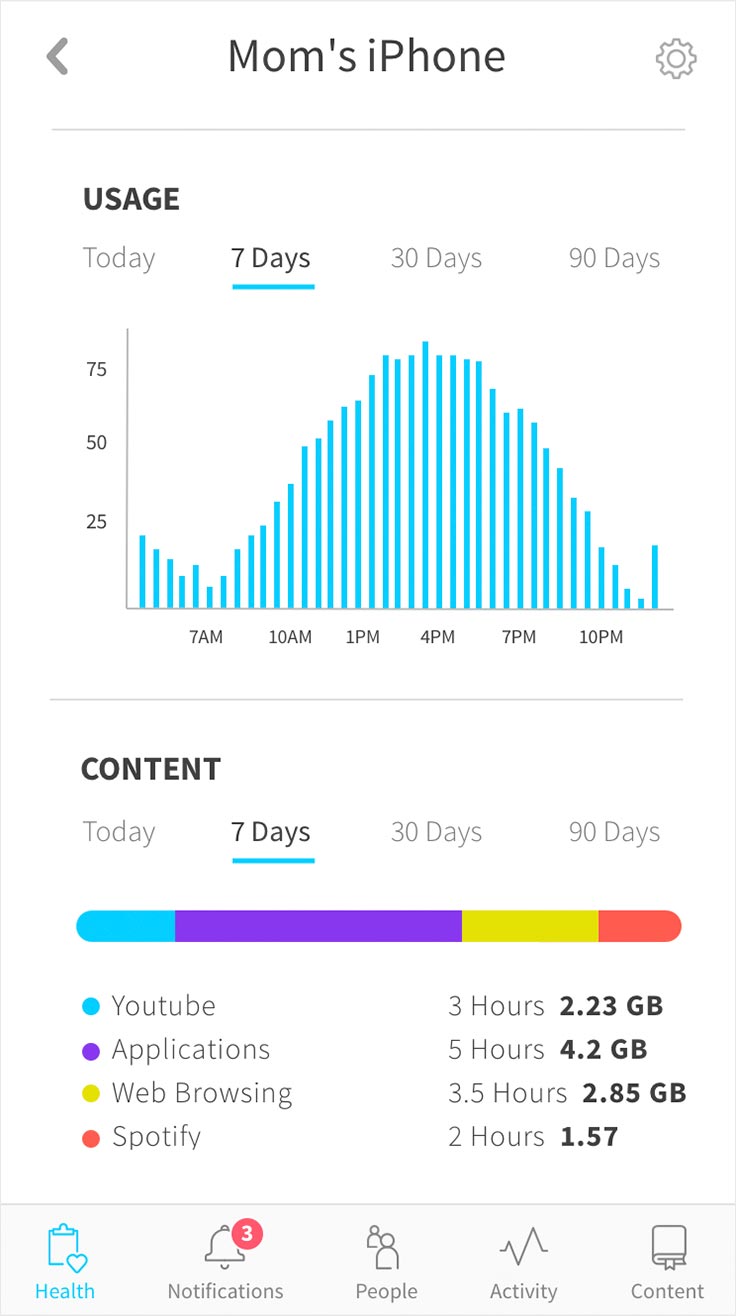 Mom's iPhone
USAGE
Today 7 Days 30 Days 90 Days
75
50
25
7AM 10AM 1PM 4PM 7PM 10PM
CONTENT
Today 7 Days 30 Days 90 Days
Youtube 3 Hours 2.23 GB
Applications 5 Hours 4.2 GB
Web Browsing 3.5 Hours 2.85 GB
Spotify 2 Hours 1.57
3
Health Notifications People Activity Content